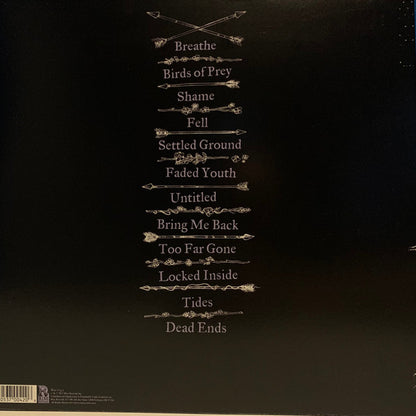 Breathe
Birds of Prey
Shame
Fell
Settled Ground
Faded Youth
Untitled
Bring Me Back
Too Far Gone
Locked Inside
Tides
Dead Ends